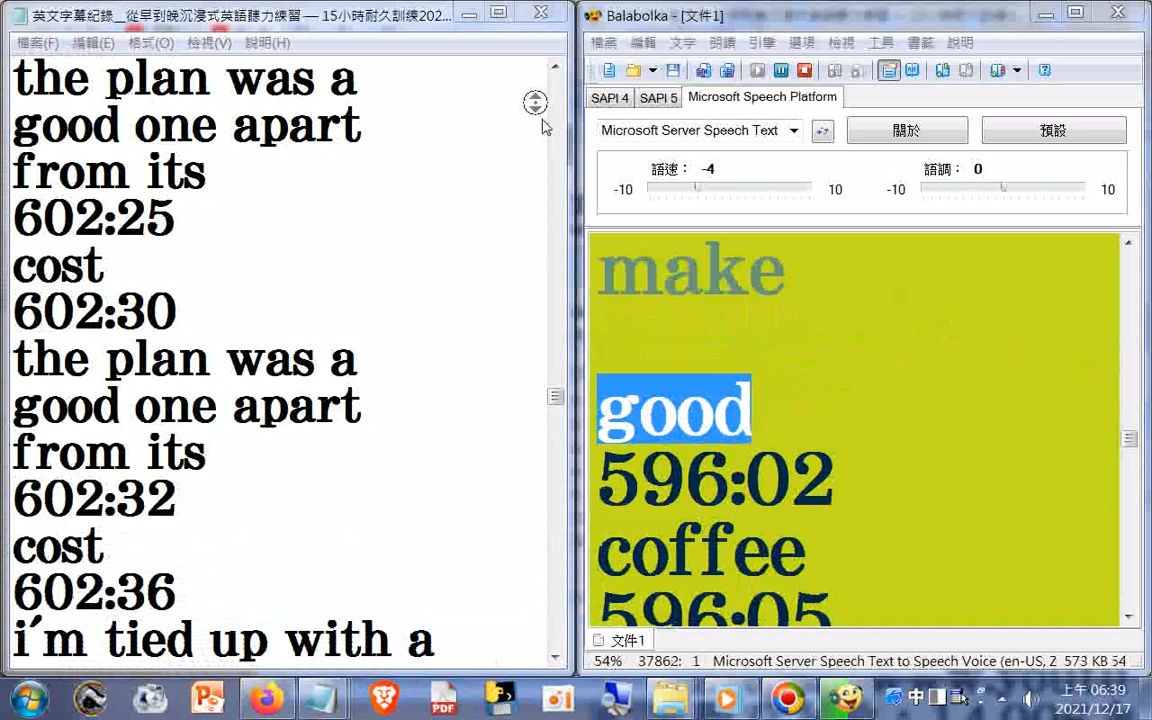 英文字幕紀錄__從早到晚沉浸式英語聽力練習 — 15小時耐久訓練202...
檔案(F) 編輯(E) 格式(O) 檢視(V) 說明(H)
the plan was a
good one apart
from its
602:25
cost
602:30
the plan was a
good one apart
from its
602:32
cost
602:36
i'm tied up with a
Balabolka - [文件1]
檔案 編輯 文字 朗讀 引擎 選項 檢視 工具 書籤 說明
SAPI 4 SAPI 5 Microsoft Speech Platform
Microsoft Server Speech Text 關於 預設
語速： -4 語調： 0
-10 10 -10 10
make
good
596:02
coffee
596:05
文件1
54% 37862: 1 Microsoft Server Speech Text to Speech Voice (en-US, 2 573 KB 54
中
上午 06:39
2021/12/17